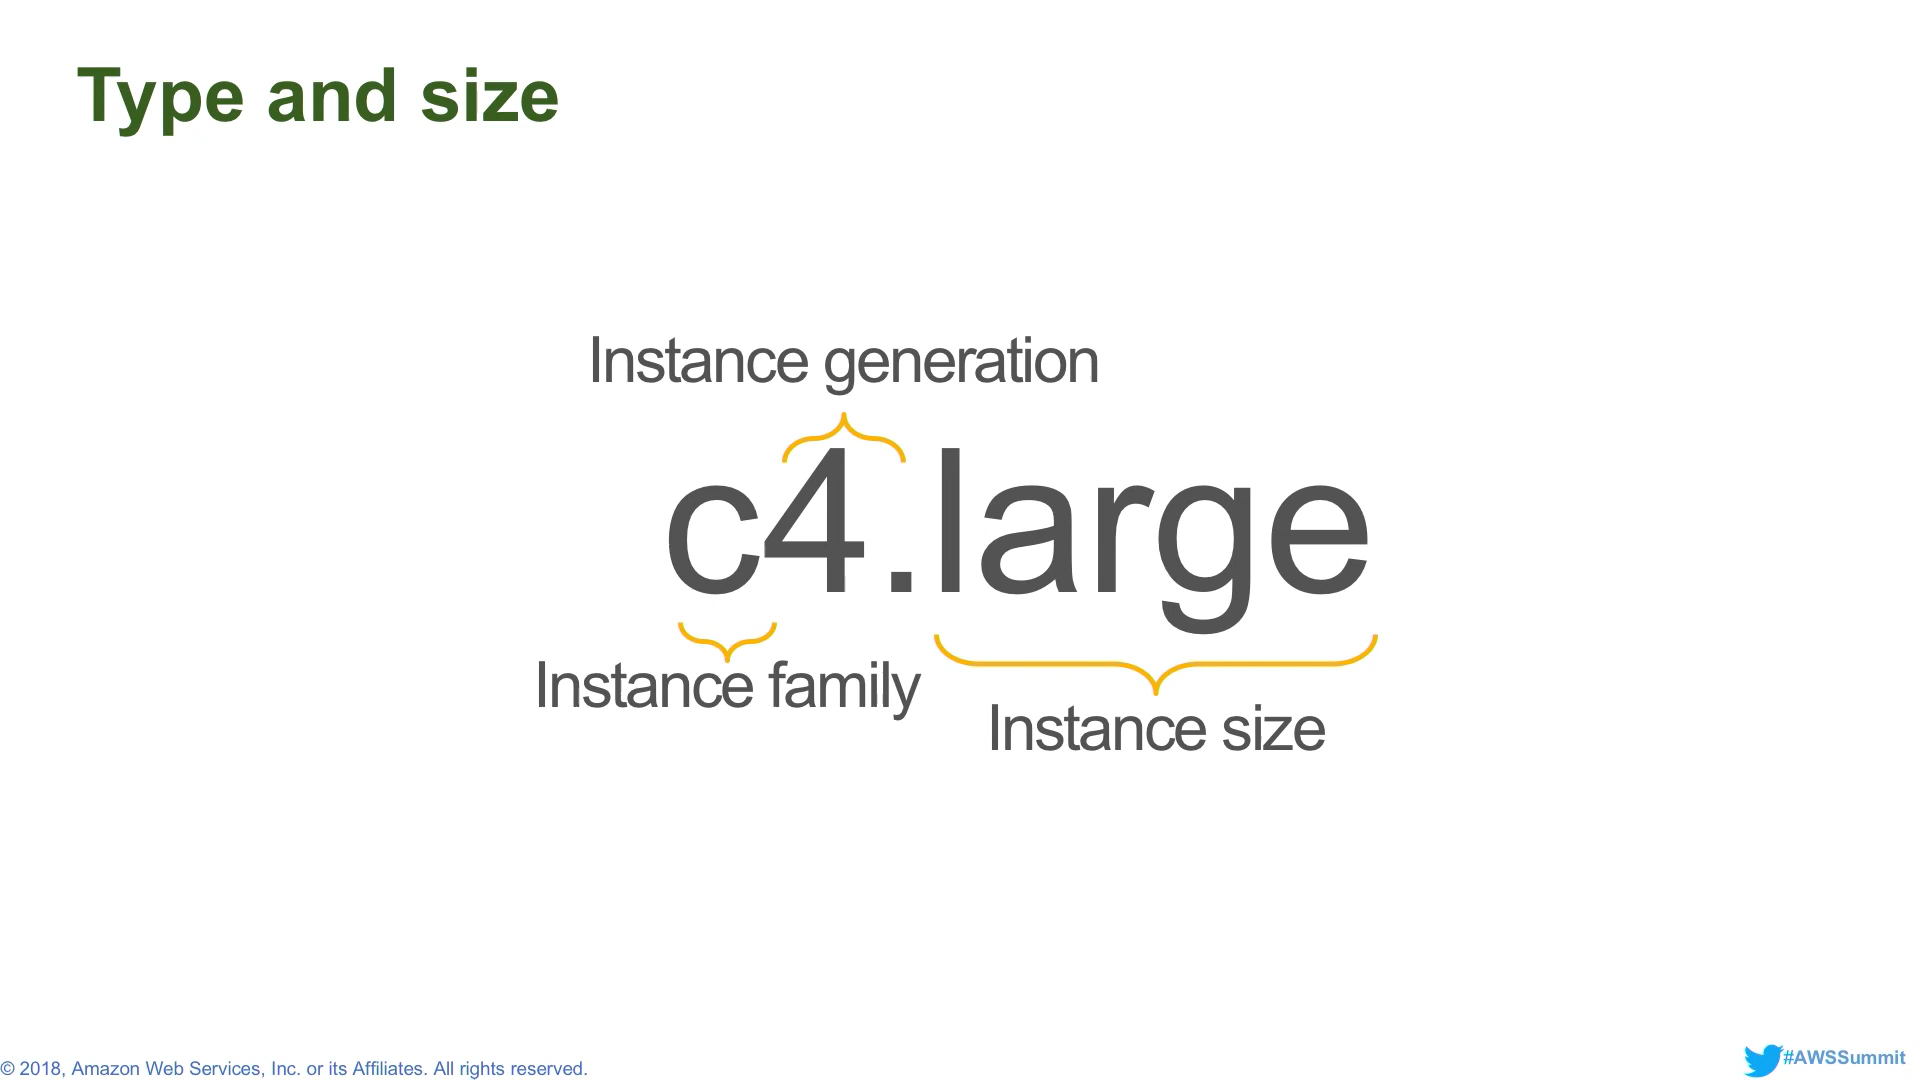 Type and size
Instance generation
c4.large
Instance family
Instance size
© 2018, Amazon Web Services, Inc. or its Affiliates. All rights reserved.
#AWSSummit